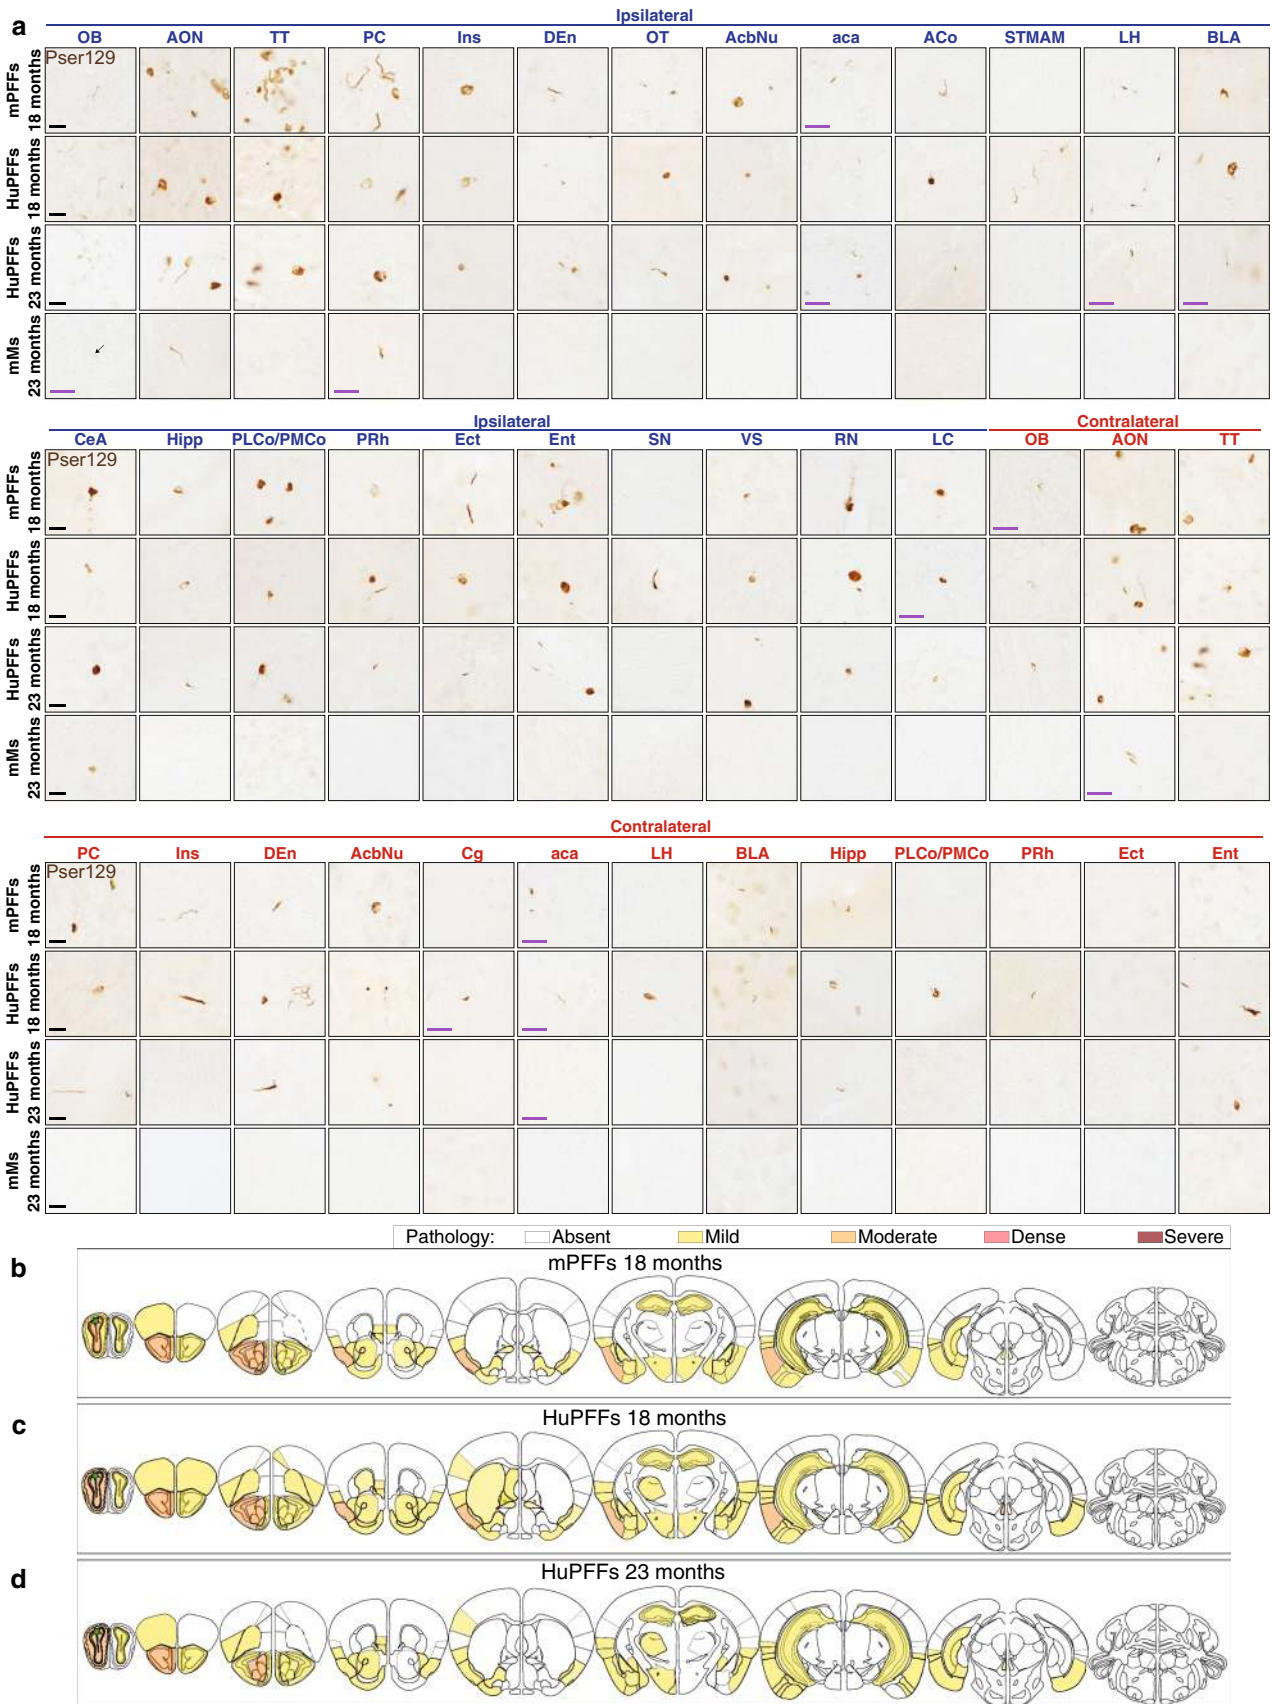 a
Ipsilateral
OB AON TT PC Ins DEn OT AcbNu aca ACo STMAM LH BLA
Pser129
mPFFs
18 months
HuPFFs
18 months
HuPFFs
23 months
mMs
23 months
Ipsilateral Contralateral
CeA Hipp PLCo/PMCo PRh Ect Ent SN VS RN LC OB AON TT
Pser129
mPFFs
18 months
HuPFFs
18 months
HuPFFs
23 months
mMs
23 months
Contralateral
PC Ins DEn AcbNu Cg aca LH BLA Hipp PLCo/PMCo PRh Ect Ent
Pser129
mPFFs
18 months
HuPFFs
18 months
HuPFFs
23 months
mMs
23 months
Pathology: Absent Mild Moderate Dense Severe
b
mPFFs 18 months
c
HuPFFs 18 months
d
HuPFFs 23 months